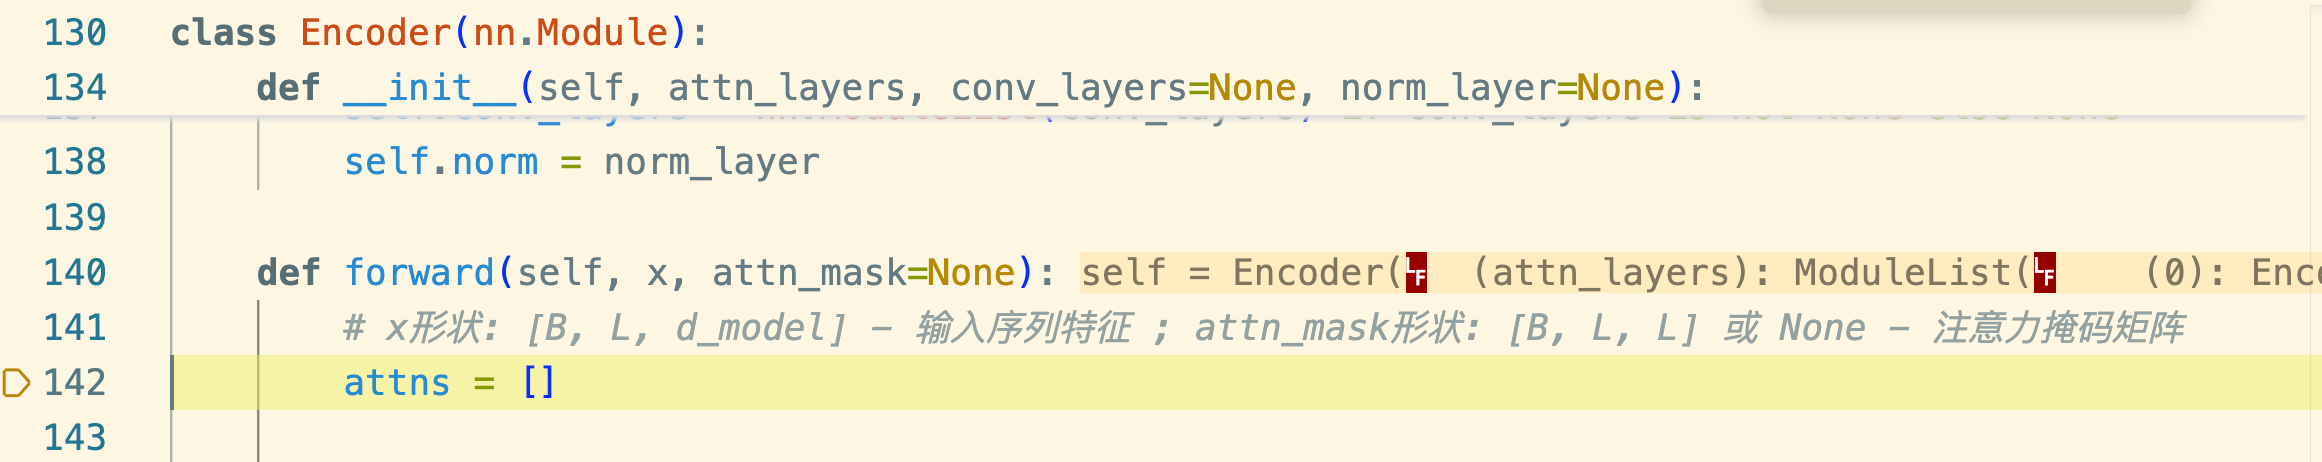 130 class Encoder(nn.Module):
134 def __init__(self, attn_layers, conv_layers=None, norm_layer=None):
138 self.norm = norm_layer
139
140 def forward(self, x, attn_mask=None): self = Encoder(␊ (attn_layers): ModuleList(␊ (0): Enc
141 # x形状: [B, L, d_model] - 输入序列特征 ; attn_mask形状: [B, L, L] 或 None - 注意力掩码矩阵
142 attns = []
143